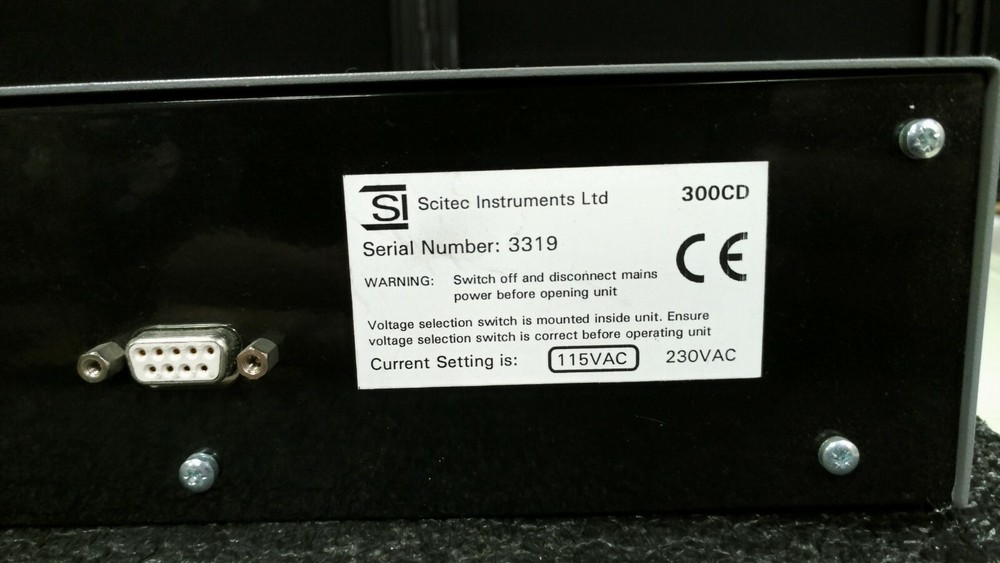 SI Scitec Instruments Ltd 300CD
Serial Number: 3319
CE
WARNING: Switch off and disconnect mains
power before opening unit
Voltage selection switch is mounted inside unit. Ensure
voltage selection switch is correct before operating unit
Current Setting is: 115VAC 230VAC